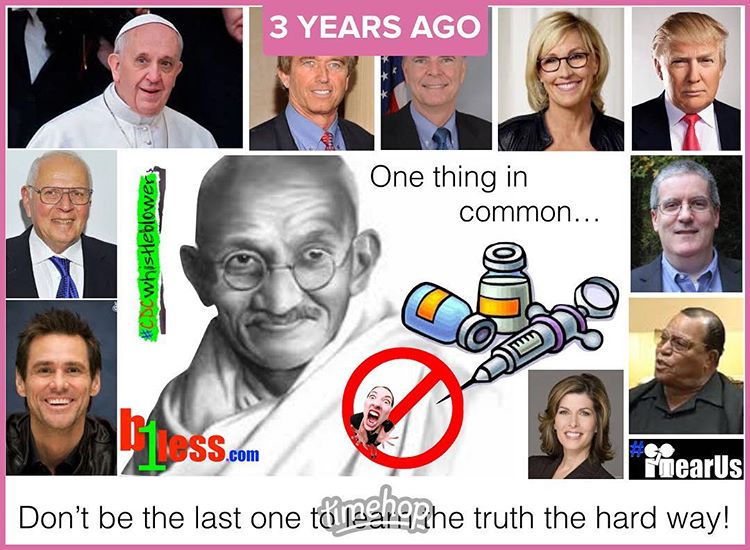 3 YEARS AGO
One thing in
common...
#CDCwhistleblower
b1less.com
#HearUs
timehop
Don't be the last one to learn the truth the hard way!